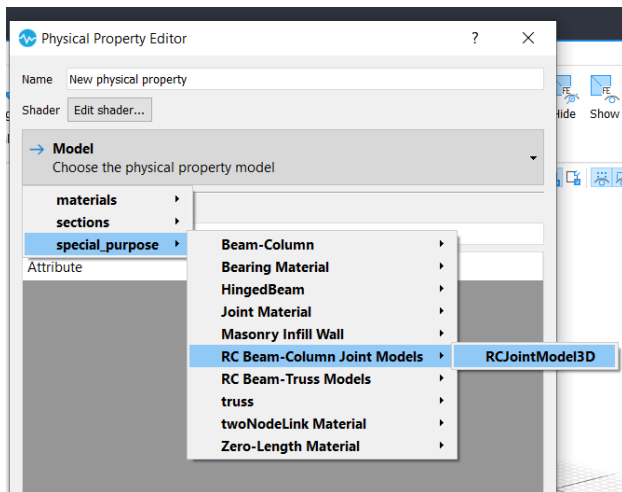 Physical Property Editor ?
Name New physical property
Shader Edit shader...
Hide Show
→ Model
Choose the physical property model
materials
sections
special_purpose
Attribute
Beam-Column
Bearing Material
HingedBeam
Joint Material
Masonry Infill Wall
RC Beam-Column Joint Models
RC Beam-Truss Models
truss
twoNodeLink Material
Zero-Length Material
RCJointModel3D